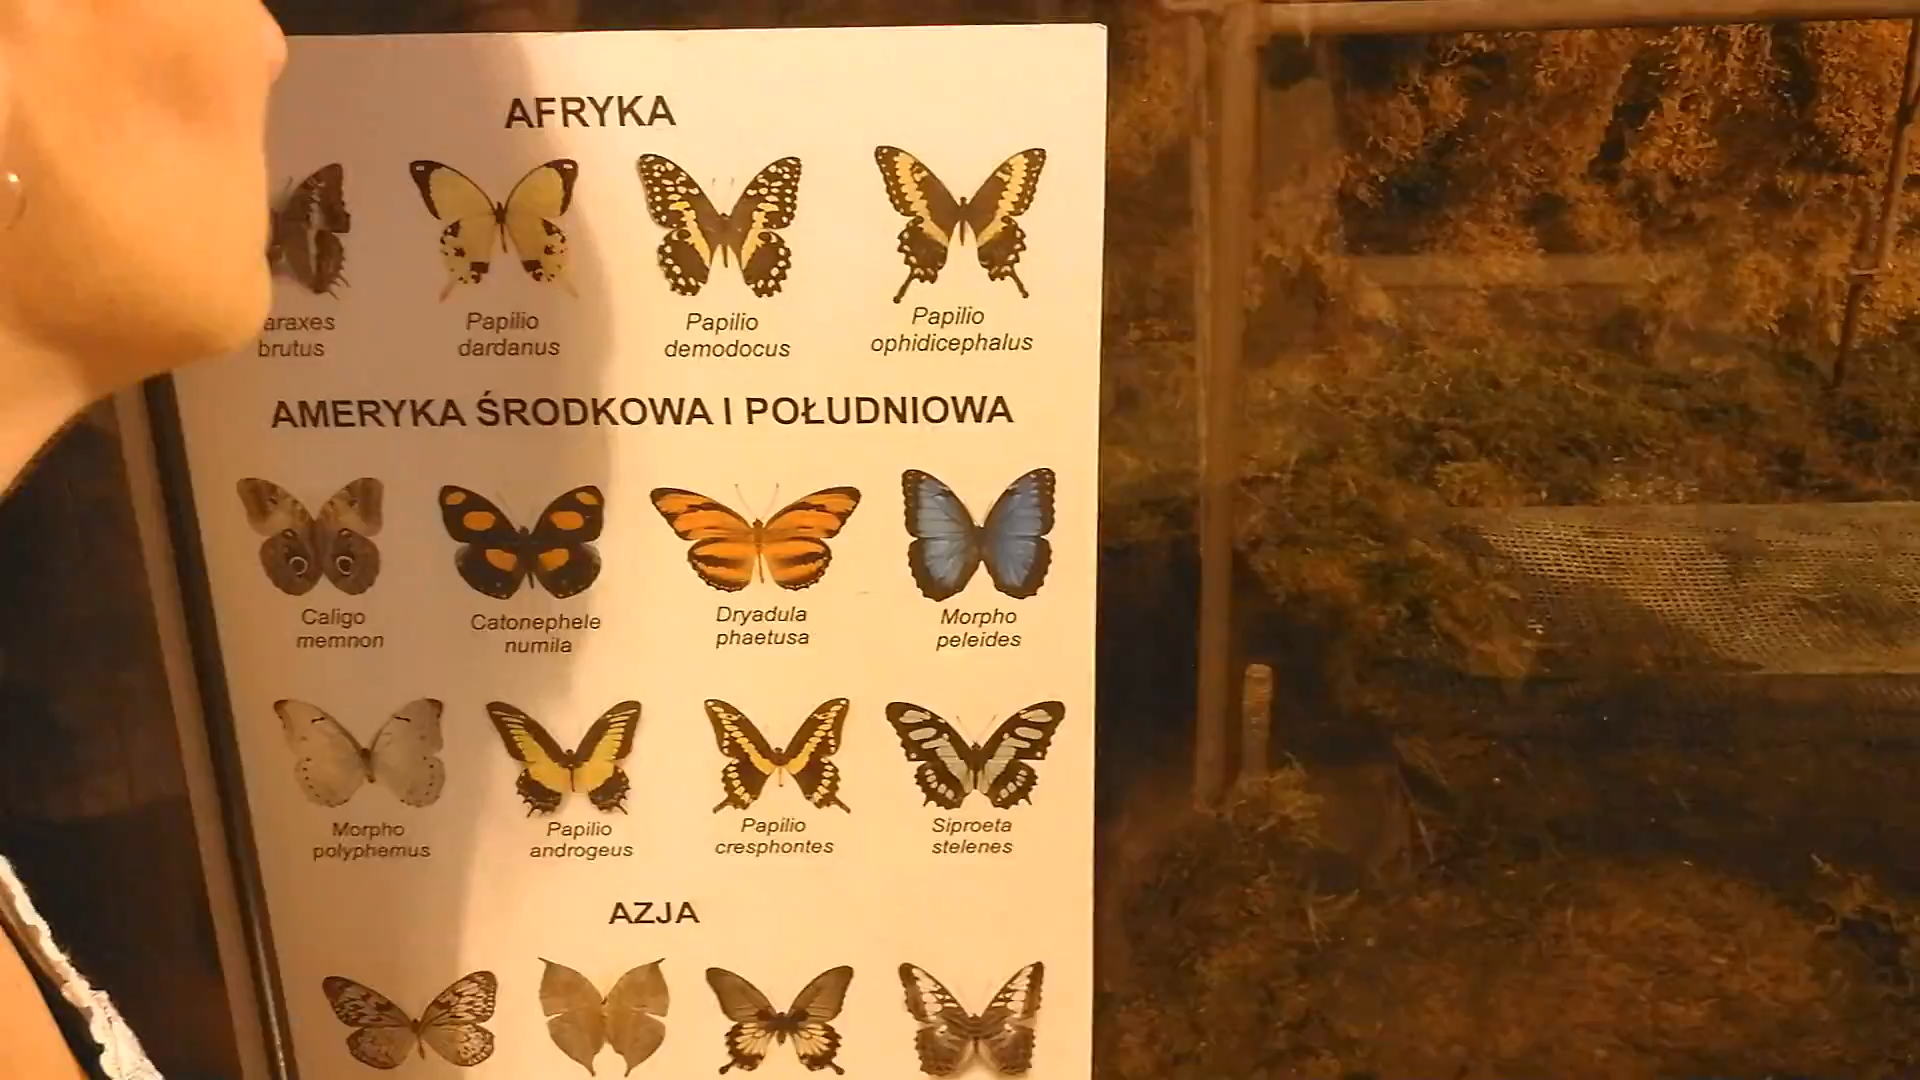 AFRYKA
araxes brutus
Papilio dardanus
Papilio demodocus
Papilio ophidicephalus
AMERYKA ŚRODKOWA I POŁUDNIOWA
Caligo memnon
Catonephele numila
Dryadula phaetusa
Morpho peleides
Morpho polyphemus
Papilio androgeus
Papilio cresphontes
Siproeta stelenes
AZJA